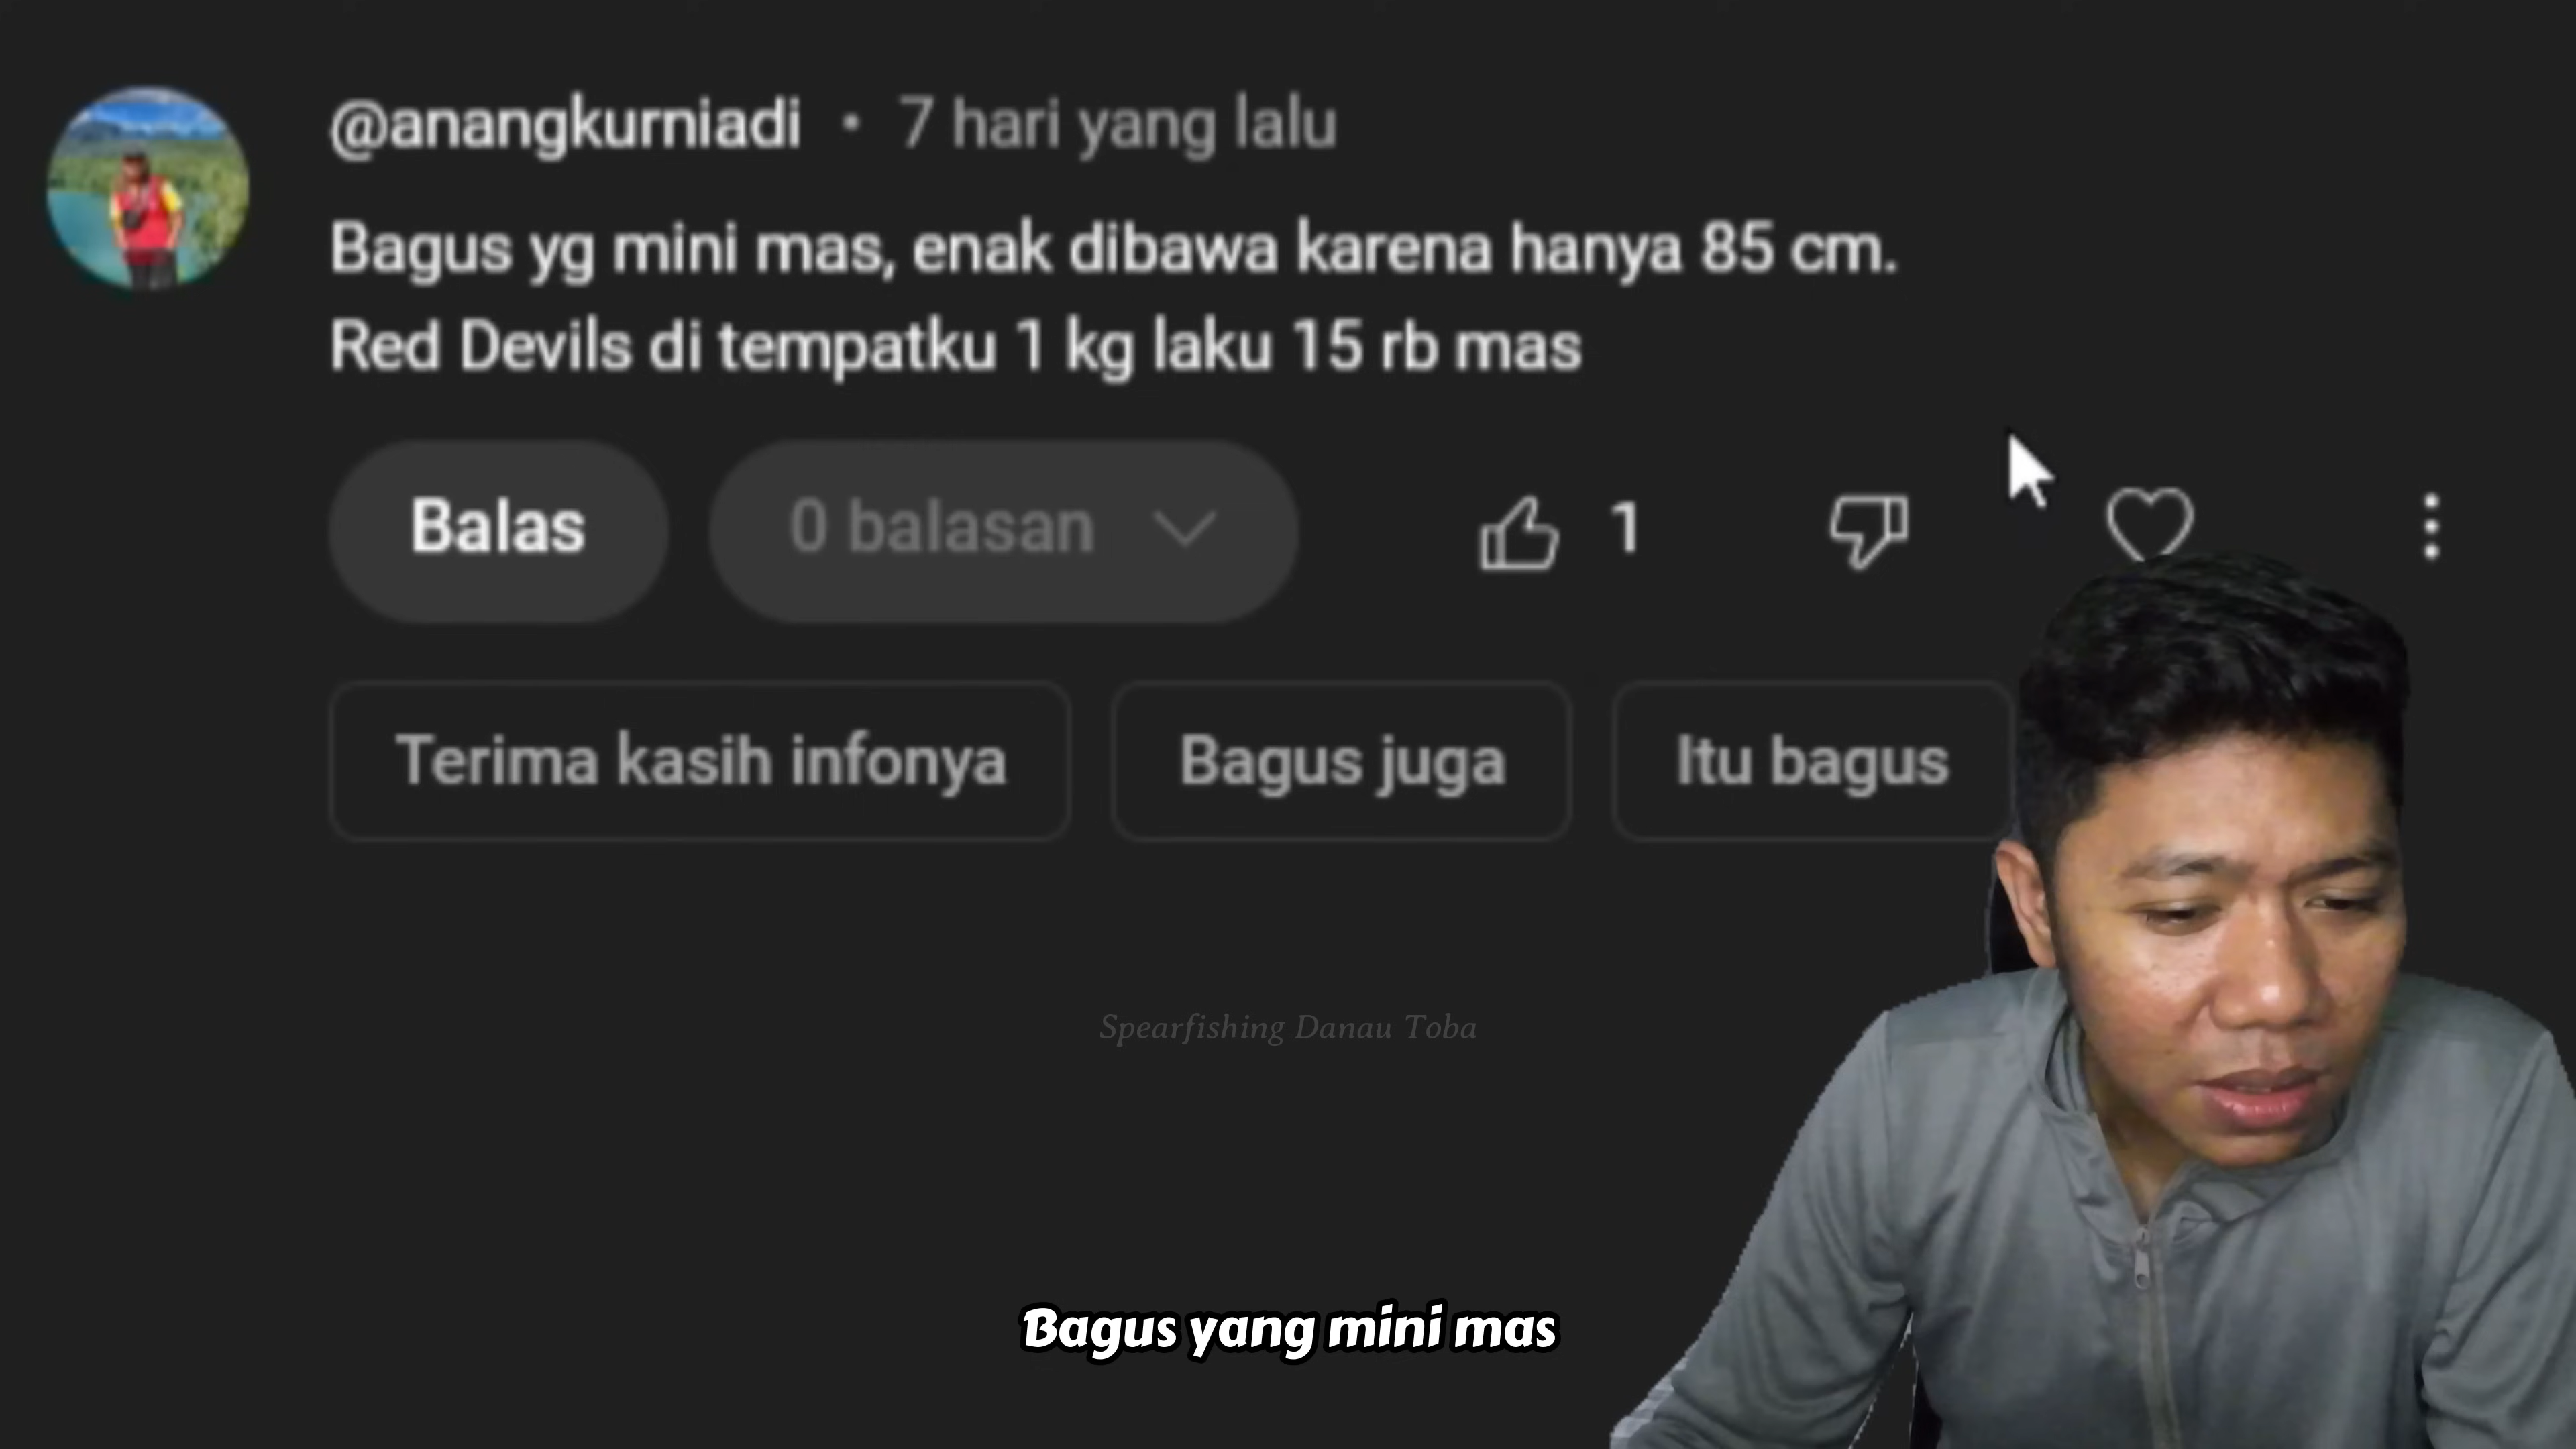 @anangkurniadi • 7 hari yang lalu
Bagus yg mini mas, enak dibawa karena hanya 85 cm.
Red Devils di tempatku 1 kg laku 15 rb mas
Balas 0 balasan 1
Terima kasih infonya Bagus juga Itu bagus
Spearfishing Danau Toba
Bagus yang mini mas